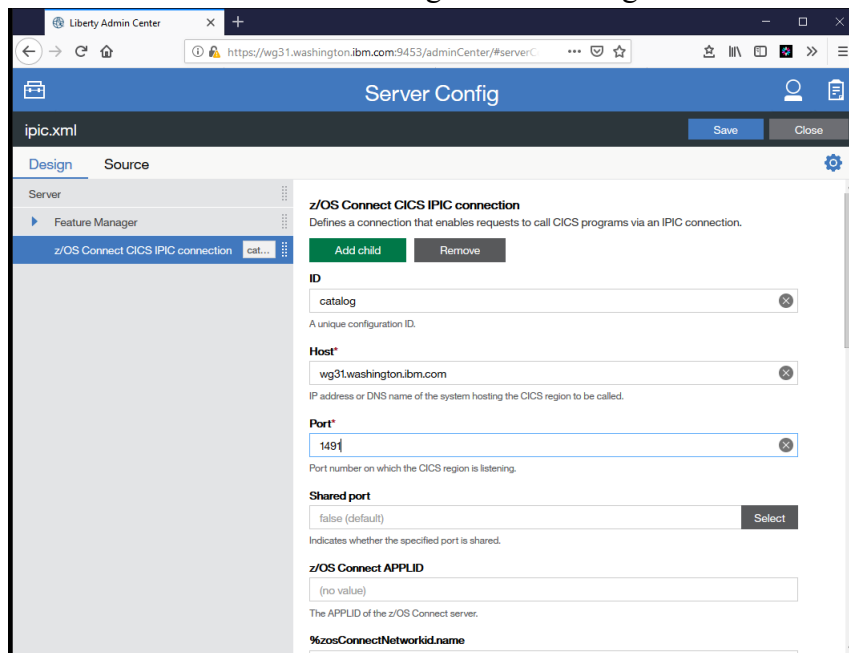 Liberty Admin Center
https://wg31.washington.ibm.com:9453/adminCenter/#serverC
Server Config
ipic.xml
Save
Close
Design
Source
Server
Feature Manager
z/OS Connect CICS IPIC connection
cat...
z/OS Connect CICS IPIC connection
Defines a connection that enables requests to call CICS programs via an IPIC connection.
Add child
Remove
ID
catalog
A unique configuration ID.
Host*
wg31.washington.ibm.com
IP address or DNS name of the system hosting the CICS region to be called.
Port*
1491
Port number on which the CICS region is listening.
Shared port
false (default)
Select
Indicates whether the specified port is shared.
z/OS Connect APPLID
(no value)
The APPLID of the z/OS Connect server.
%zosConnectNetworkid.name